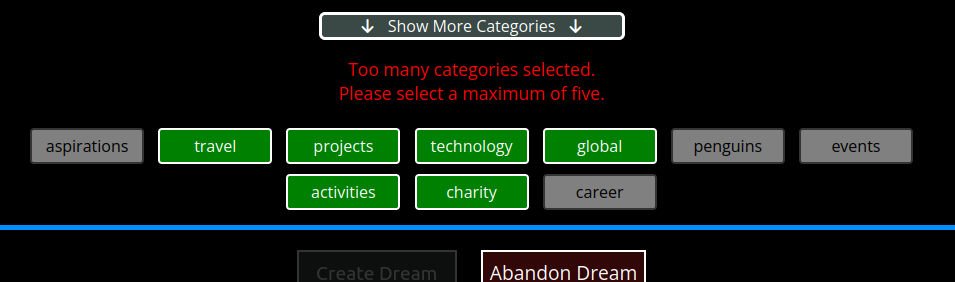 ↓ Show More Categories ↓
Too many categories selected.
Please select a maximum of five.
aspirations travel projects technology global penguins events
activities charity career
Create Dream Abandon Dream